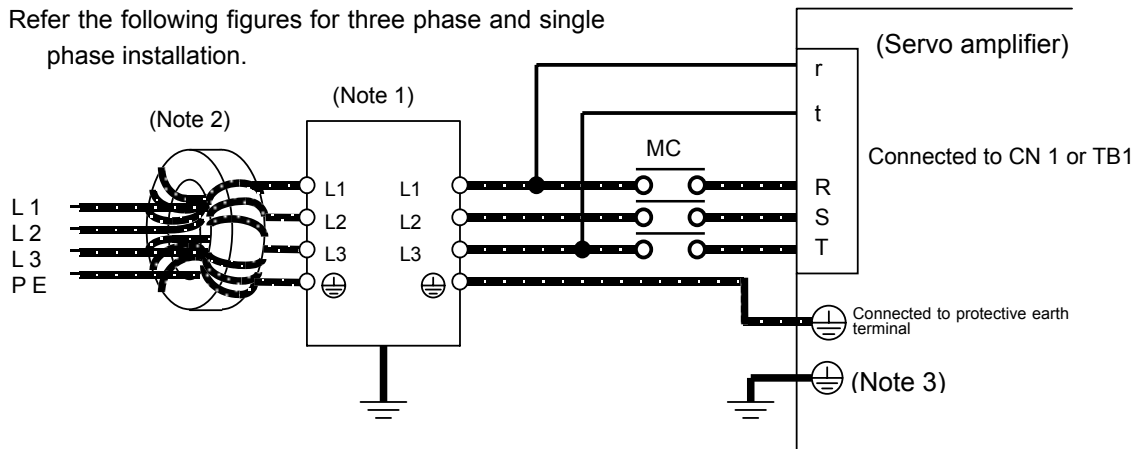 Refer the following figures for three phase and single
phase installation.
(Servo amplifier)
r
(Note 1)
t
(Note 2)
MC
Connected to CN 1 or TB1
L1
L1
R
L 1
L2
L2
S
L 2
L3
L3
T
L 3
P E
Connected to protective earth
terminal
(Note 3)